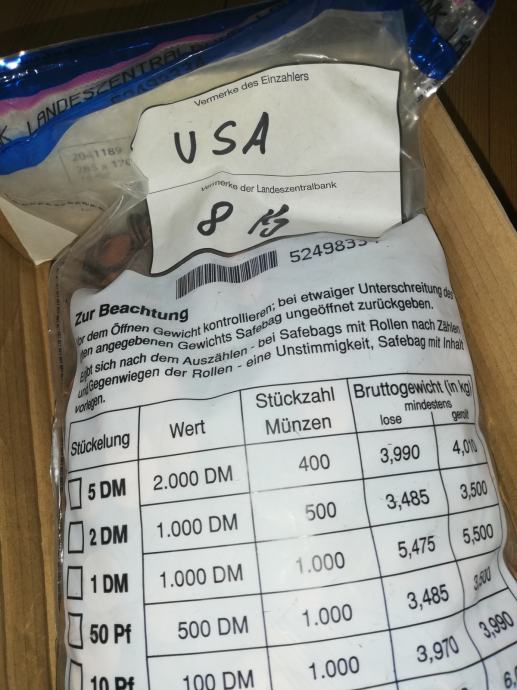 LANDESZENTRALBANK
2041189
Vermerke des Einzahlers
USA
Vermerke der Landeszentralbank
8
Zur Beachtung
dem Öffnen Gewicht kontrollieren; bei etwaiger Unterschreitung des
angegebenen Gewichts Safebag ungeöffnet zurückgeben.
sich nach dem Auszählen - bei Safebags mit Rollen nach Zählen
und Gegenwiegen der Rollen - eine Unstimmigkeit, Safebag mit Inhalt
vorlegen.
Stückelung Wert Stückzahl Münzen Bruttogewicht (in kg) mindestens
lose gerollt
5 DM 2.000 DM 400 3,990 4,010
2 DM 1.000 DM 500 3,485 3,500
1 DM 1.000 DM 1.000 5,475 5,500
50 Pf 500 DM 1.000 3,485 3,500
10 Pf 100 DM 1.000 3,970 3,990